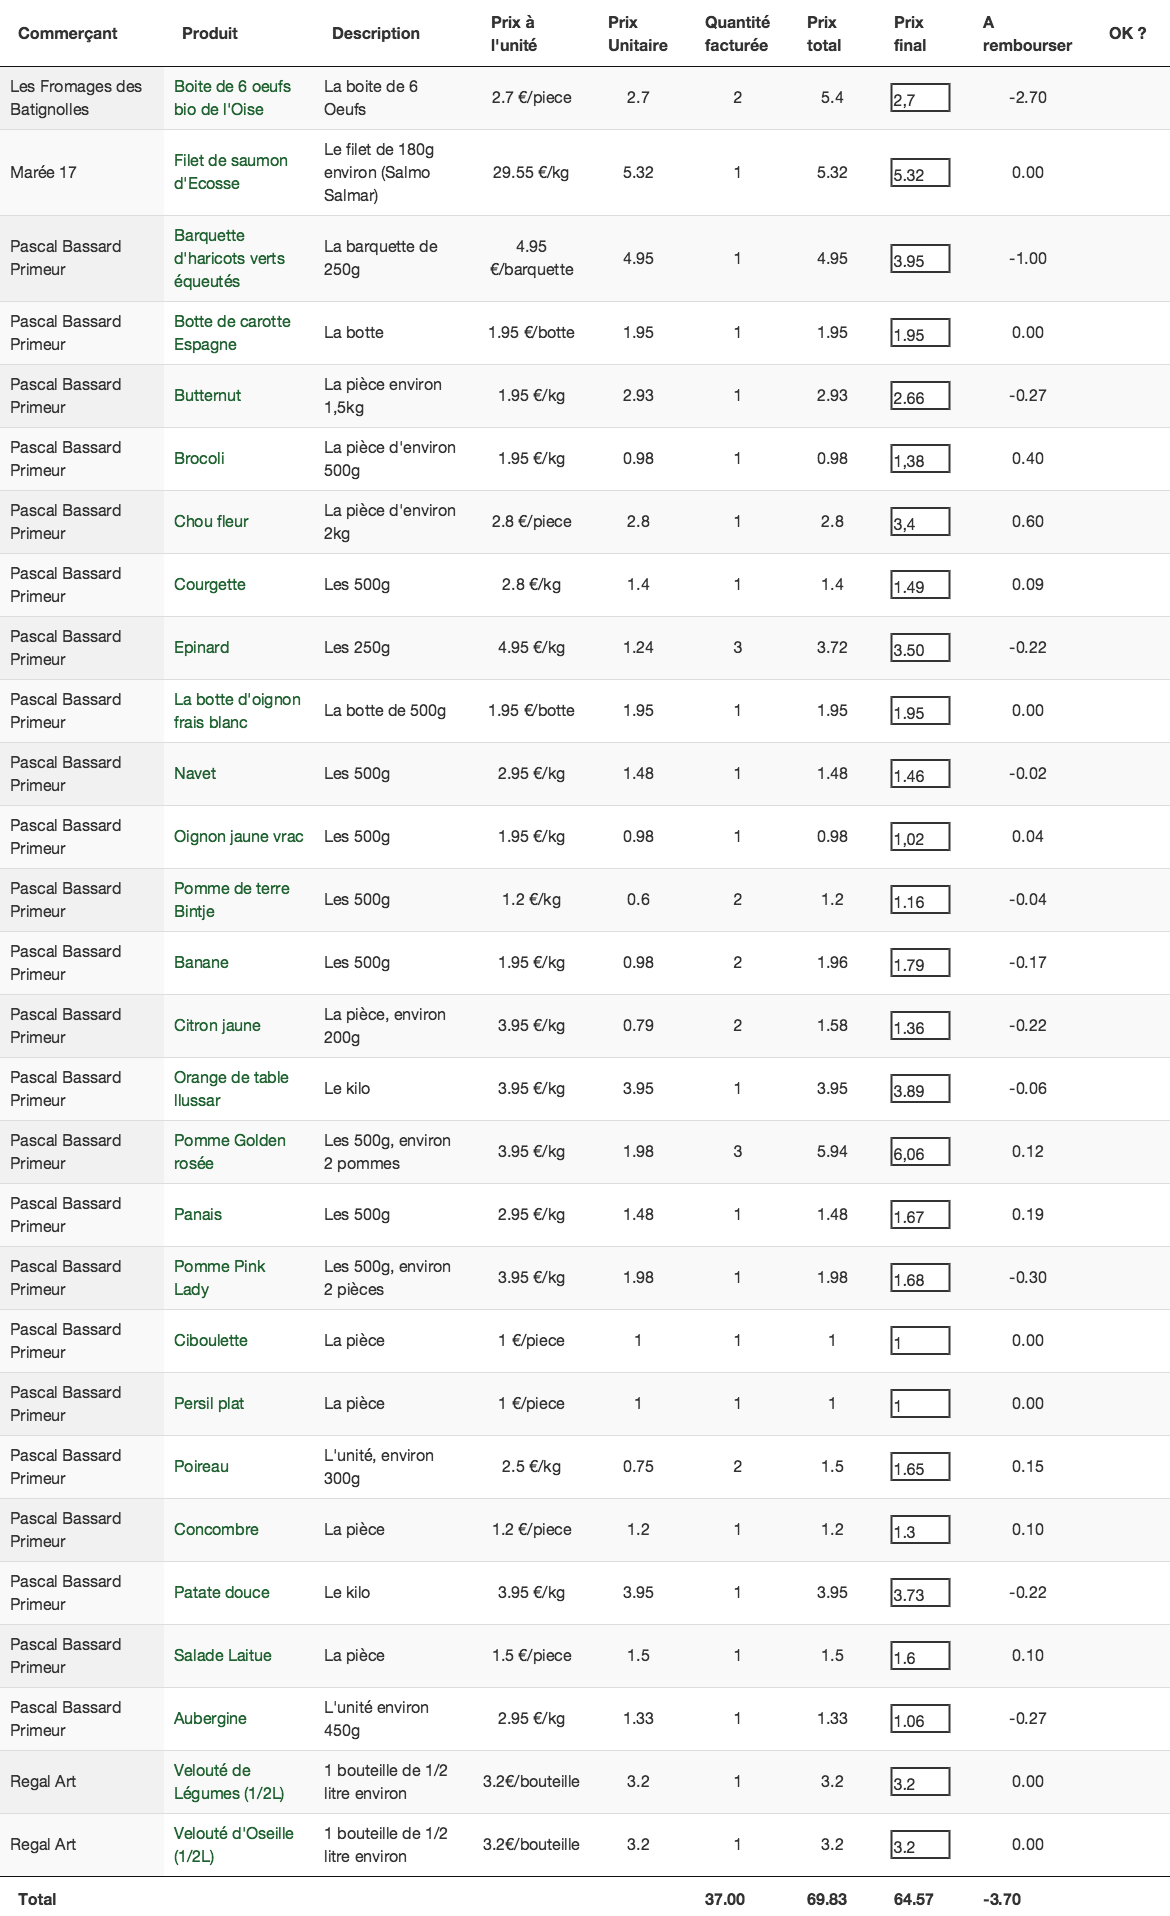 Commerçant Produit Description Prix à l'unité Prix Unitaire Quantité facturée Prix total Prix final A rembourser OK ?
Les Fromages des Batignolles Boite de 6 oeufs bio de l'Oise La boite de 6 Oeufs 2.7 €/piece 2.7 2 5.4 2,7 -2.70
Marée 17 Filet de saumon d'Ecosse Le filet de 180g environ (Salmo Salmar) 29.55 €/kg 5.32 1 5.32 5.32 0.00
Pascal Bassard Primeur Barquette d'haricots verts équeutés La barquette de 250g 4.95 €/barquette 4.95 1 4.95 3.95 -1.00
Pascal Bassard Primeur Botte de carotte Espagne La botte 1.95 €/botte 1.95 1 1.95 1.95 0.00
Pascal Bassard Primeur Butternut La pièce environ 1,5kg 1.95 €/kg 2.93 1 2.93 2.66 -0.27
Pascal Bassard Primeur Brocoli La pièce d'environ 500g 1.95 €/kg 0.98 1 0.98 1,38 0.40
Pascal Bassard Primeur Chou fleur La pièce d'environ 2kg 2.8 €/piece 2.8 1 2.8 3,4 0.60
Pascal Bassard Primeur Courgette Les 500g 2.8 €/kg 1.4 1 1.4 1.49 0.09
Pascal Bassard Primeur Epinard Les 250g 4.95 €/kg 1.24 3 3.72 3.50 -0.22
Pascal Bassard Primeur La botte d'oignon frais blanc La botte de 500g 1.95 €/botte 1.95 1 1.95 1.95 0.00
Pascal Bassard Primeur Navet Les 500g 2.95 €/kg 1.48 1 1.48 1.46 -0.02
Pascal Bassard Primeur Oignon jaune vrac Les 500g 1.95 €/kg 0.98 1 0.98 1,02 0.04
Pascal Bassard Primeur Pomme de terre Bintje Les 500g 1.2 €/kg 0.6 2 1.2 1.16 -0.04
Pascal Bassard Primeur Banane Les 500g 1.95 €/kg 0.98 2 1.96 1.79 -0.17
Pascal Bassard Primeur Citron jaune La pièce, environ 200g 3.95 €/kg 0.79 2 1.58 1.36 -0.22
Pascal Bassard Primeur Orange de table llussar Le kilo 3.95 €/kg 3.95 1 3.95 3.89 -0.06
Pascal Bassard Primeur Pomme Golden rosée Les 500g, environ 2 pommes 3.95 €/kg 1.98 3 5.94 6,06 0.12
Pascal Bassard Primeur Panais Les 500g 2.95 €/kg 1.48 1 1.48 1.67 0.19
Pascal Bassard Primeur Pomme Pink Lady Les 500g, environ 2 pièces 3.95 €/kg 1.98 1 1.98 1.68 -0.30
Pascal Bassard Primeur Ciboulette La pièce 1 €/piece 1 1 1 1 0.00
Pascal Bassard Primeur Persil plat La pièce 1 €/piece 1 1 1 1 0.00
Pascal Bassard Primeur Poireau L'unité, environ 300g 2.5 €/kg 0.75 2 1.5 1.65 0.15
Pascal Bassard Primeur Concombre La pièce 1.2 €/piece 1.2 1 1.2 1.3 0.10
Pascal Bassard Primeur Patate douce Le kilo 3.95 €/kg 3.95 1 3.95 3.73 -0.22
Pascal Bassard Primeur Salade Laitue La pièce 1.5 €/piece 1.5 1 1.5 1.6 0.10
Pascal Bassard Primeur Aubergine L'unité environ 450g 2.95 €/kg 1.33 1 1.33 1.06 -0.27
Regal Art Velouté de Légumes (1/2L) 1 bouteille de 1/2 litre environ 3.2€/bouteille 3.2 1 3.2 3.2 0.00
Regal Art Velouté d'Oseille (1/2L) 1 bouteille de 1/2 litre environ 3.2€/bouteille 3.2 1 3.2 3.2 0.00
Total 37.00 69.83 64.57 -3.70